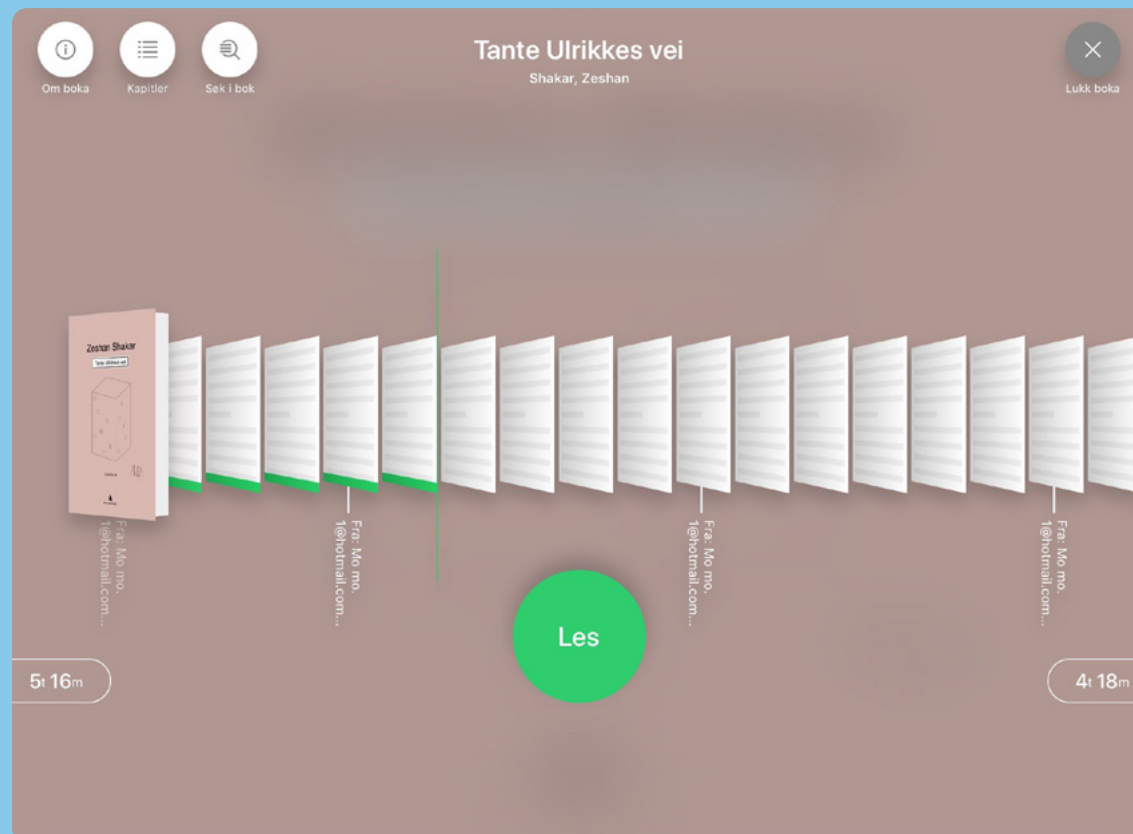 Om boka
Kapitler
Søk i bok
Tante Ulrikkes vei
Shakar, Zeshan
Lukk boka
Zeshan Shakar
Tante Ulrikkes vei
Fra: Mo mo.
1@hotmail.com...
Fra: Mo mo.
1@hotmail.com...
Fra: Mo mo.
1@hotmail.com...
Fra: Mo mo.
1@hotmail.com...
Les
5t 16m
4t 18m